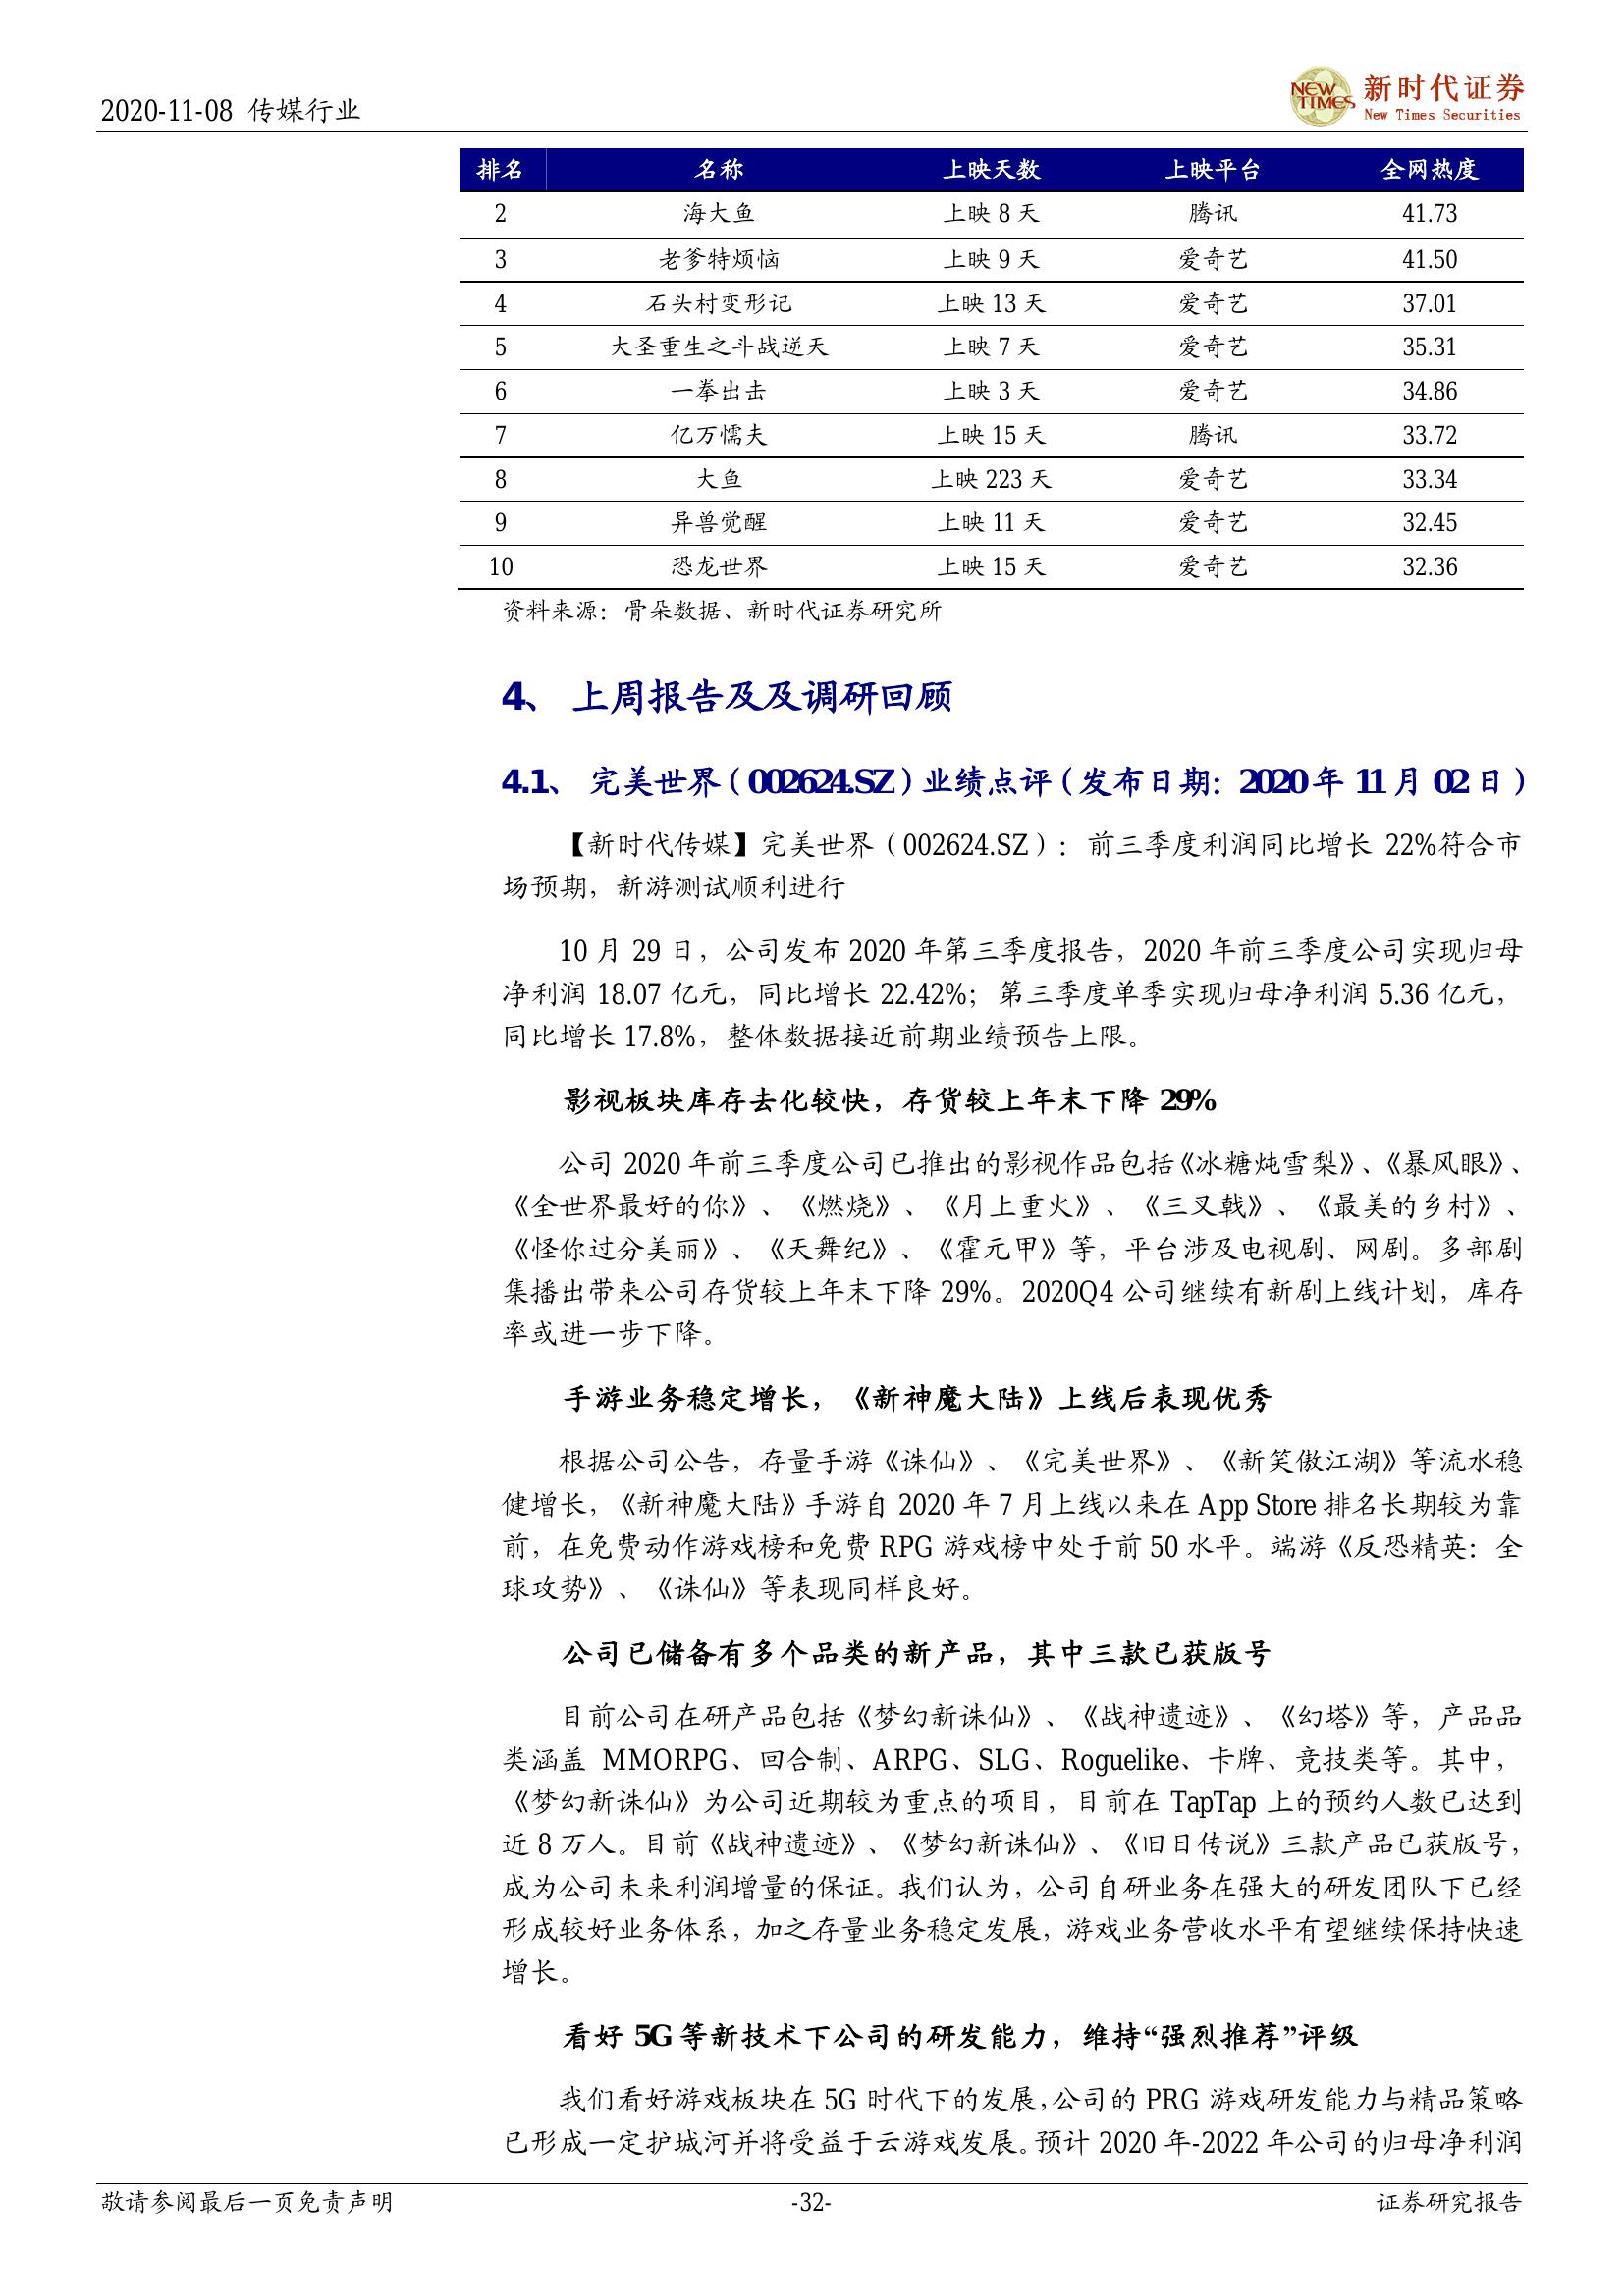 2020-11-08 传媒行业
NEW TIMES 新时代证券
New Times Securities
排名 名称 上映天数 上映平台 全网热度
2 海大鱼 上映 8 天 腾讯 41.73
3 老爹特烦恼 上映 9 天 爱奇艺 41.50
4 石头村变形记 上映 13 天 爱奇艺 37.01
5 大圣重生之斗战逆天 上映 7 天 爱奇艺 35.31
6 一拳出击 上映 3 天 爱奇艺 34.86
7 亿万懦夫 上映 15 天 腾讯 33.72
8 大鱼 上映 223 天 爱奇艺 33.34
9 异兽觉醒 上映 11 天 爱奇艺 32.45
10 恐龙世界 上映 15 天 爱奇艺 32.36
资料来源：骨朵数据、新时代证券研究所
4、 上周报告及及调研回顾
4.1、 完美世界（002624.SZ）业绩点评（发布日期：2020 年 11 月 02 日）
【新时代传媒】完美世界（002624.SZ）：前三季度利润同比增长 22%符合市
场预期，新游测试顺利进行
10 月 29 日，公司发布 2020 年第三季度报告，2020 年前三季度公司实现归母
净利润 18.07 亿元，同比增长 22.42%；第三季度单季实现归母净利润 5.36 亿元，
同比增长 17.8%，整体数据接近前期业绩预告上限。
影视板块库存去化较快，存货较上年末下降 29%
公司 2020 年前三季度公司已推出的影视作品包括《冰糖炖雪梨》、《暴风眼》、
《全世界最好的你》、《燃烧》、《月上重火》、《三叉戟》、《最美的乡村》、
《怪你过分美丽》、《天舞纪》、《霍元甲》等，平台涉及电视剧、网剧。多部剧
集播出带来公司存货较上年末下降 29%。2020Q4 公司继续有新剧上线计划，库存
率或进一步下降。
手游业务稳定增长，《新神魔大陆》上线后表现优秀
根据公司公告，存量手游《诛仙》、《完美世界》、《新笑傲江湖》等流水稳
健增长，《新神魔大陆》手游自 2020 年 7 月上线以来在 App Store 排名长期较为靠
前，在免费动作游戏榜和免费 RPG 游戏榜中处于前 50 水平。端游《反恐精英：全
球攻势》、《诛仙》等表现同样良好。
公司已储备有多个品类的新产品，其中三款已获版号
目前公司在研产品包括《梦幻新诛仙》、《战神遗迹》、《幻塔》等，产品品
类涵盖 MMORPG、回合制、ARPG、SLG、Roguelike、卡牌、竞技类等。其中，
《梦幻新诛仙》为公司近期较为重点的项目，目前在 TapTap 上的预约人数已达到
近 8 万人。目前《战神遗迹》、《梦幻新诛仙》、《旧日传说》三款产品已获版号，
成为公司未来利润增量的保证。我们认为，公司自研业务在强大的研发团队下已经
形成较好业务体系，加之存量业务稳定发展，游戏业务营收水平有望继续保持快速
增长。
看好 5G 等新技术下公司的研发能力，维持“强烈推荐”评级
我们看好游戏板块在 5G 时代下的发展，公司的 PRG 游戏研发能力与精品策略
已形成一定护城河并将受益于云游戏发展。预计 2020 年-2022 年公司的归母净利润
敬请参阅最后一页免责声明 -32- 证券研究报告